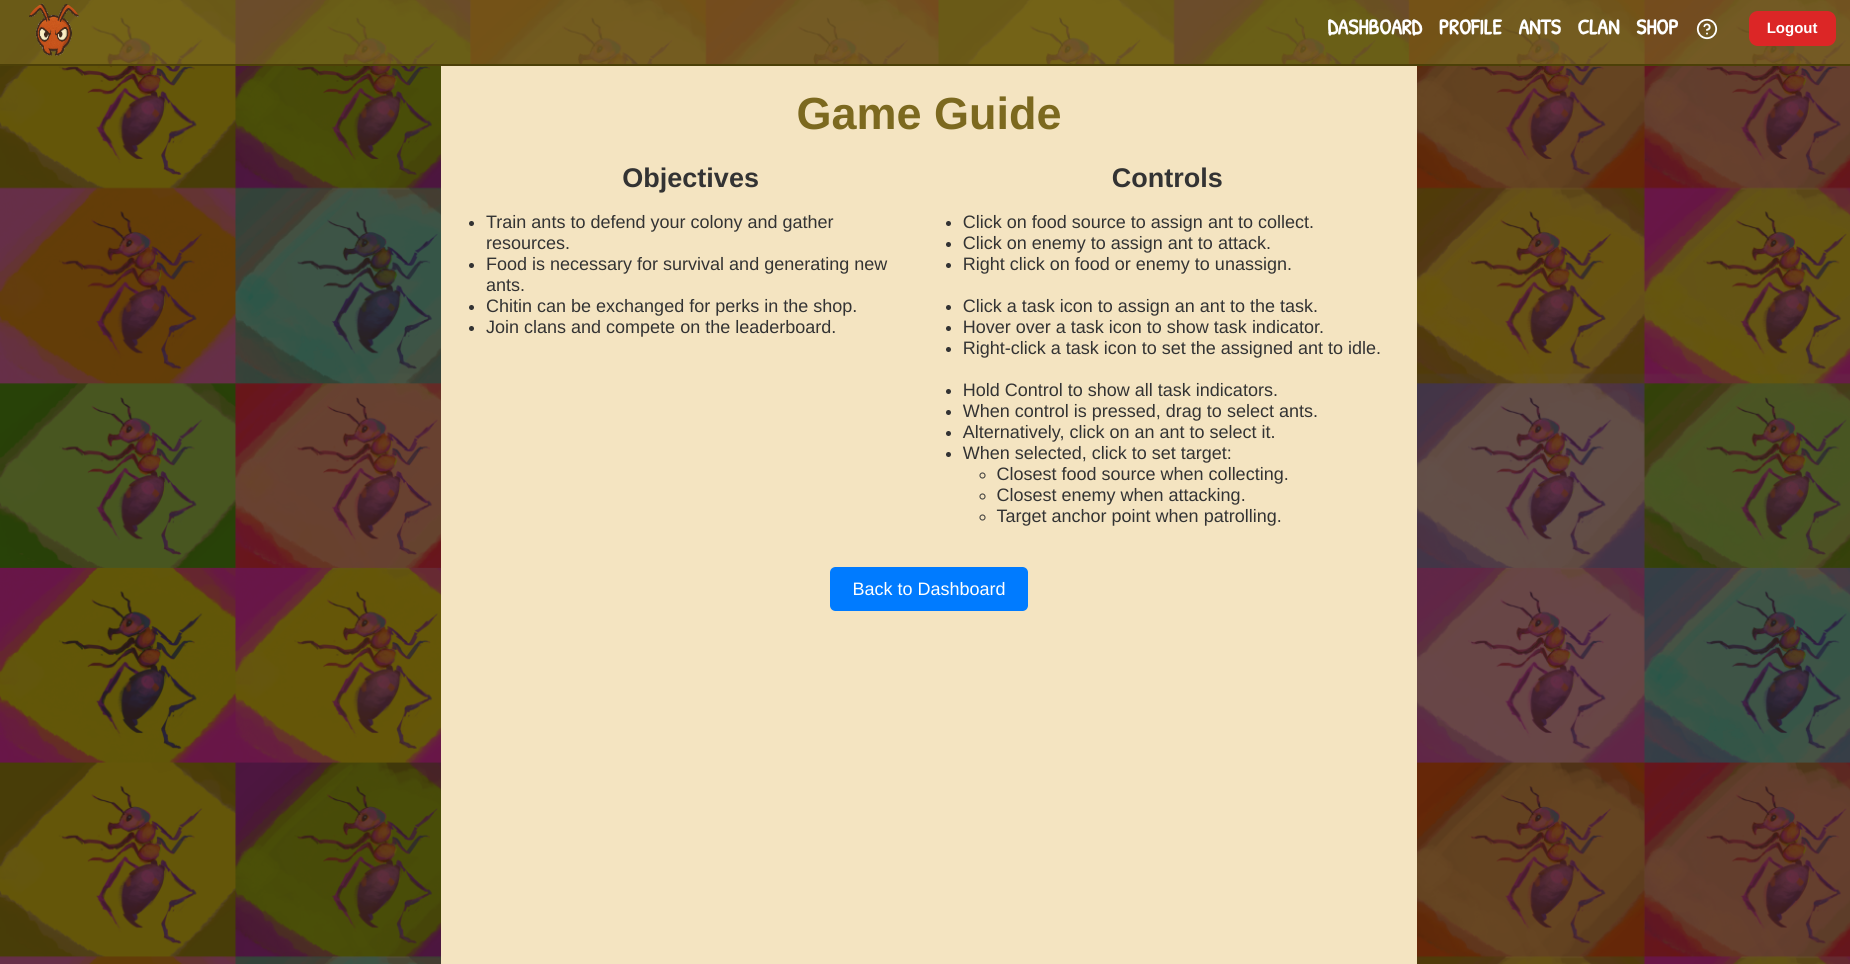 DASHBOARD PROFILE ANTS CLAN SHOP ? Logout
Game Guide
Objectives
Train ants to defend your colony and gather
resources.
Food is necessary for survival and generating new
ants.
Chitin can be exchanged for perks in the shop.
Join clans and compete on the leaderboard.
Controls
Click on food source to assign ant to collect.
Click on enemy to assign ant to attack.
Right click on food or enemy to unassign.
Click a task icon to assign an ant to the task.
Hover over a task icon to show task indicator.
Right-click a task icon to set the assigned ant to idle.
Hold Control to show all task indicators.
When control is pressed, drag to select ants.
Alternatively, click on an ant to select it.
When selected, click to set target:
Closest food source when collecting.
Closest enemy when attacking.
Target anchor point when patrolling.
Back to Dashboard